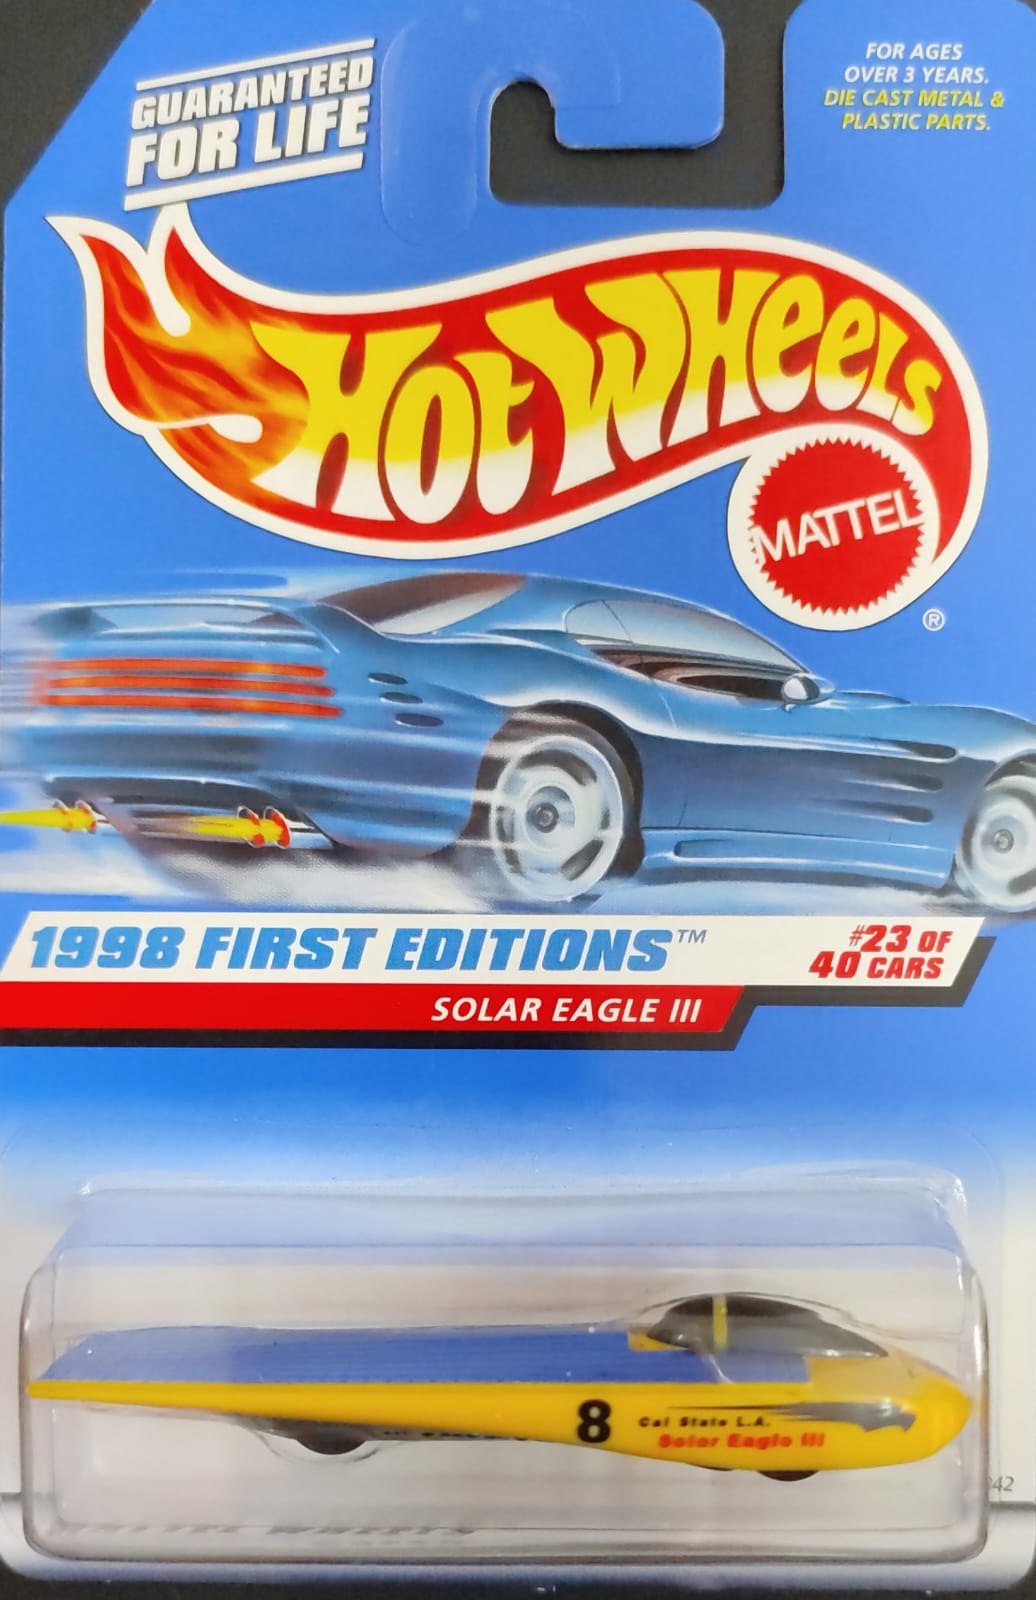 GUARANTEED
FOR LIFE
FOR AGES
OVER 3 YEARS.
DIE CAST METAL &
PLASTIC PARTS.
HOT WHEELS
MATTEL
®
1998 FIRST EDITIONS™
#23 OF
40 CARS
SOLAR EAGLE III
8
Cal State L.A.
Solar Eagle III